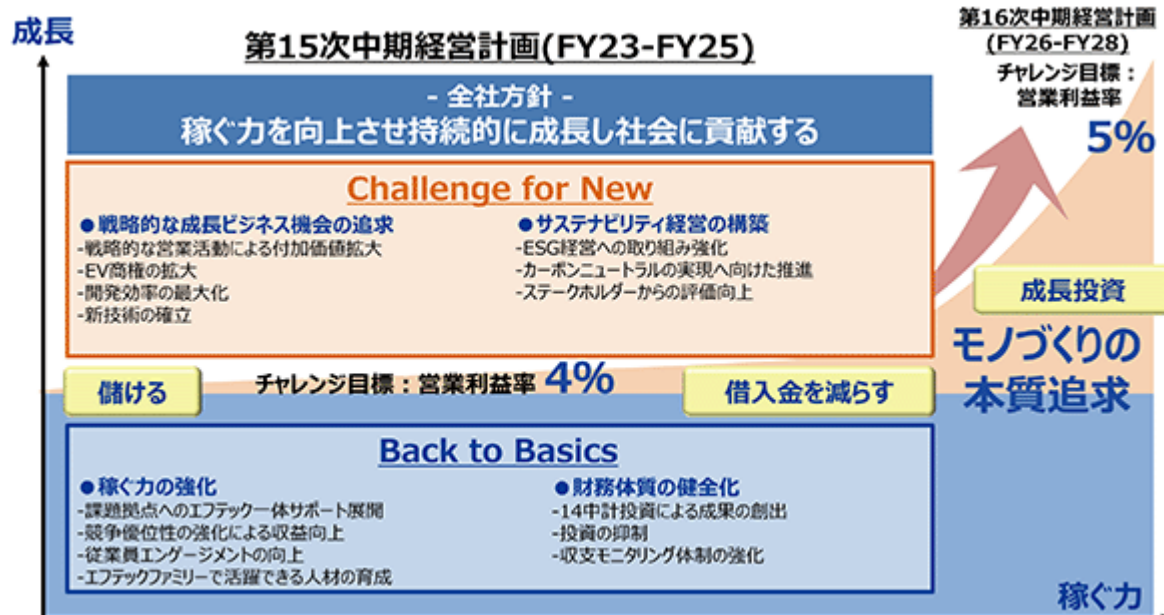 成長
第15次中期経営計画(FY23-FY25)
第16次中期経営計画
(FY26-FY28)
チャレンジ目標：
営業利益率
5%
- 全社方針 -
稼ぐ力を向上させ持続的に成長し社会に貢献する
Challenge for New
●戦略的な成長ビジネス機会の追求
-戦略的な営業活動による付加価値拡大
-EV商権の拡大
-開発効率の最大化
-新技術の確立
●サステナビリティ経営の構築
-ESG経営への取り組み強化
-カーボンニュートラルの実現へ向けた推進
-ステークホルダーからの評価向上
成長投資
モノづくりの
本質追求
儲ける
チャレンジ目標：営業利益率 4%
借入金を減らす
Back to Basics
●稼ぐ力の強化
-課題拠点へのエフテック一体サポート展開
-競争優位性の強化による収益向上
-従業員エンゲージメントの向上
-エフテックファミリーで活躍できる人材の育成
●財務体質の健全化
-14中計投資による成果の創出
-投資の抑制
-収支モニタリング体制の強化
稼ぐ力